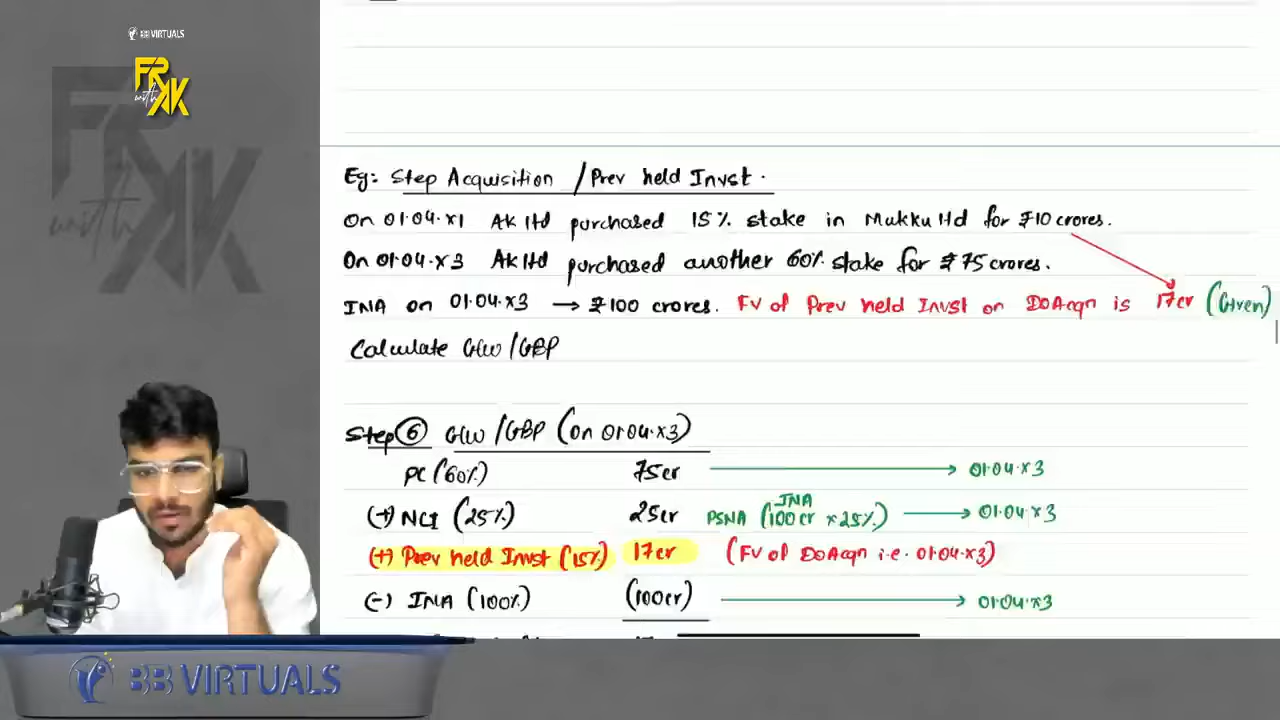 BB VIRTUALS
FR with KK
Eg: Step Acquisition / Prev held Invst.
On 01.04.x1 AK ltd purchased 15% stake in Mukku ltd for ₹10 crores.
On 01.04.x3 AK ltd purchased another 60% stake for ₹75 crores.
INA on 01.04.x3 → ₹100 crores. FV of Prev held Invst on DoAcqn is 17cr (Given)
Calculate GW/GBP
Step ⑥ GW/GBP (on 01.04.x3)
PC (60%) 75cr → 01.04.x3
(+) NCI (25%) 25cr PSNA (INA 100cr x 25%) → 01.04.x3
(+) Prev held Invst (15%) 17cr (FV of DoAcqn i.e. 01.04.x3)
(-) INA (100%) (100cr) → 01.04.x3
BB VIRTUALS